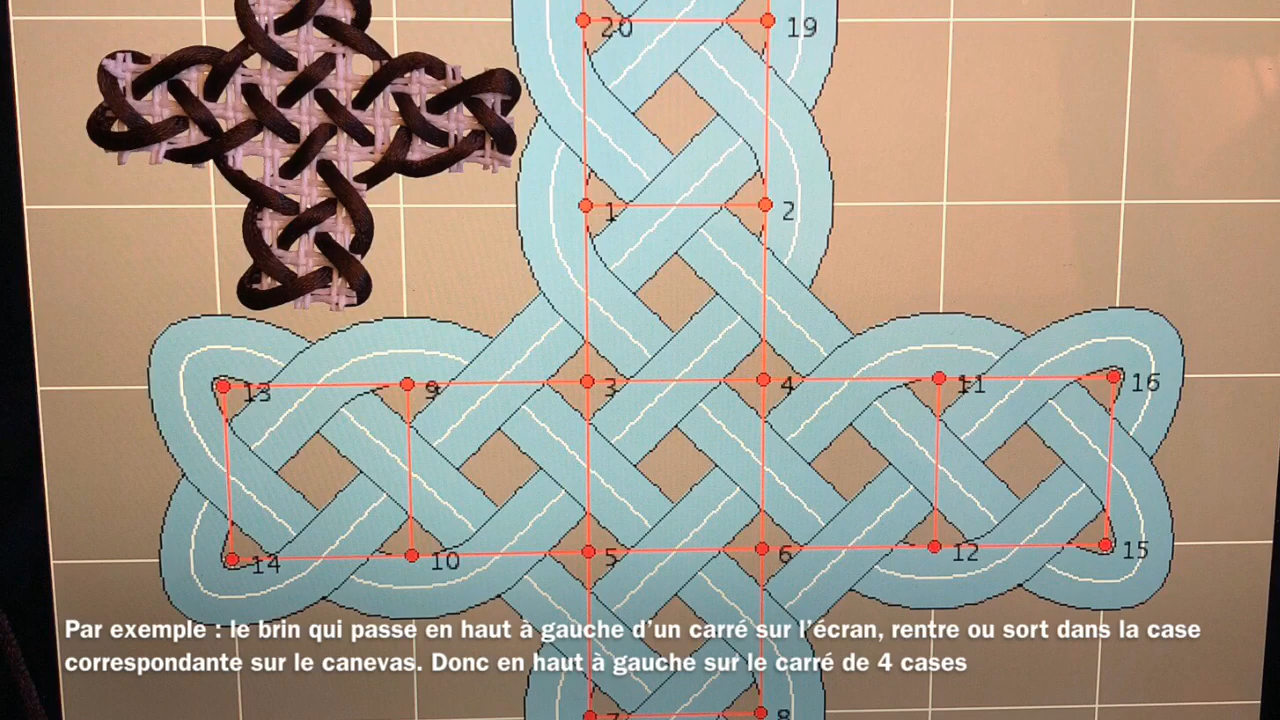 20 19
1 2
13 9 3 4 11 16
14 10 5 6 12 15
Par exemple : le brin qui passe en haut à gauche d'un carré sur l'écran, rentre ou sort dans la case
correspondante sur le canevas. Donc en haut à gauche sur le carré de 4 cases
7 8